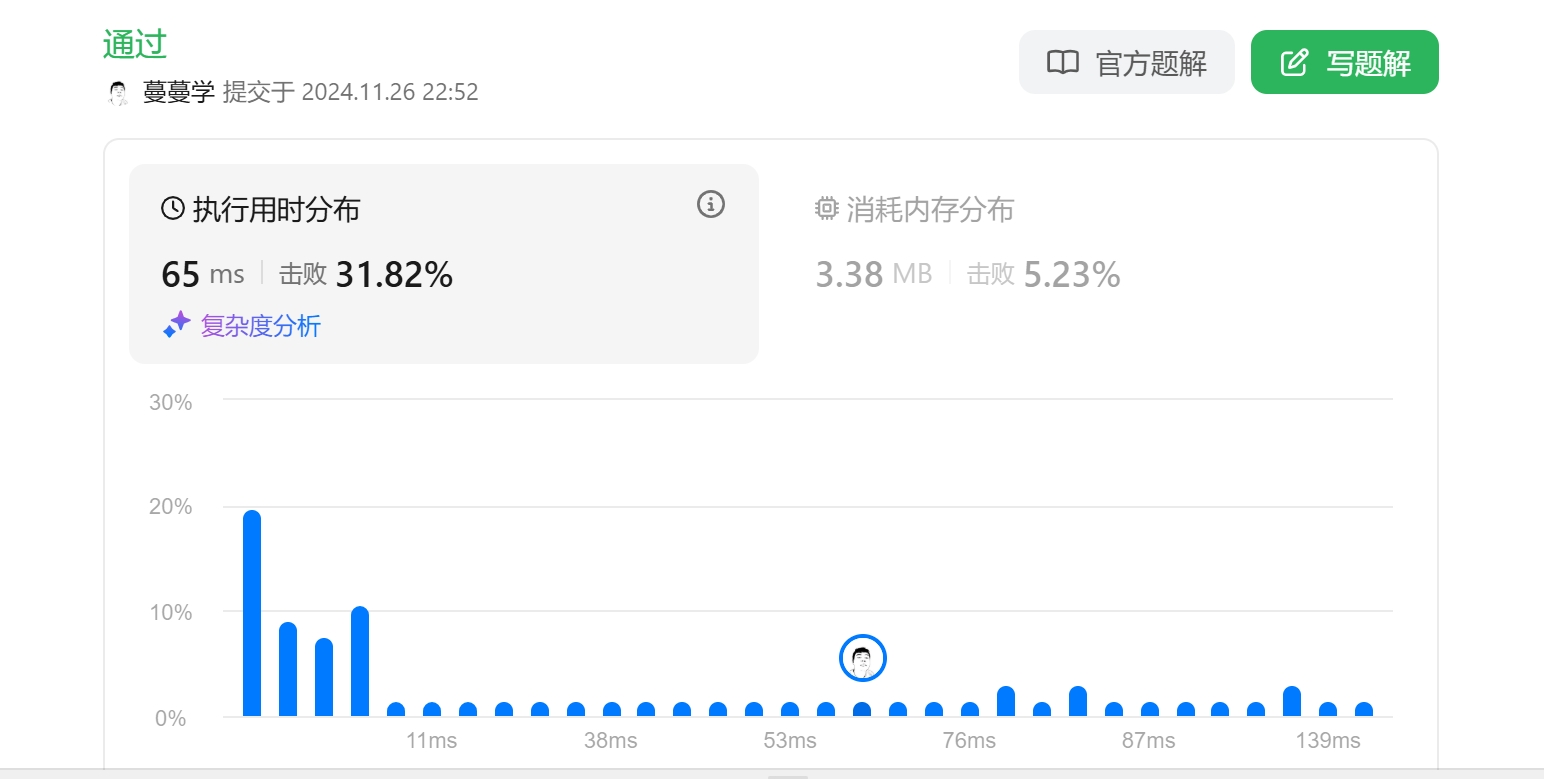 通过
蔓蔓学 提交于 2024.11.26 22:52
官方题解
写题解
执行用时分布
65 ms 击败 31.82%
复杂度分析
消耗内存分布
3.38 MB 击败 5.23%
30%
20%
10%
0%
11ms 38ms 53ms 76ms 87ms 139ms